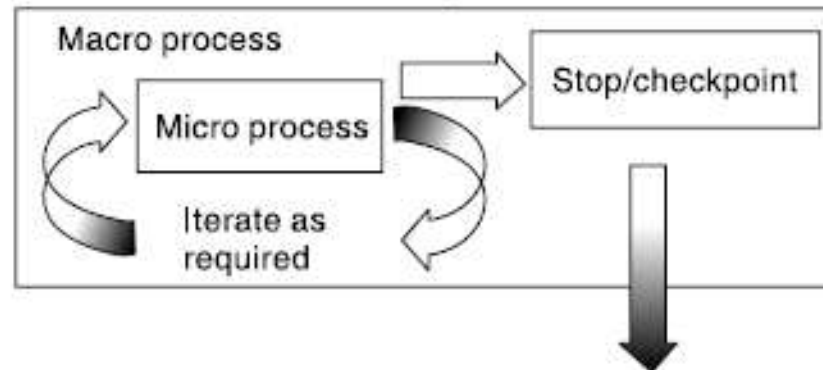 Macro process
Stop/checkpoint
Micro process
Iterate as
required